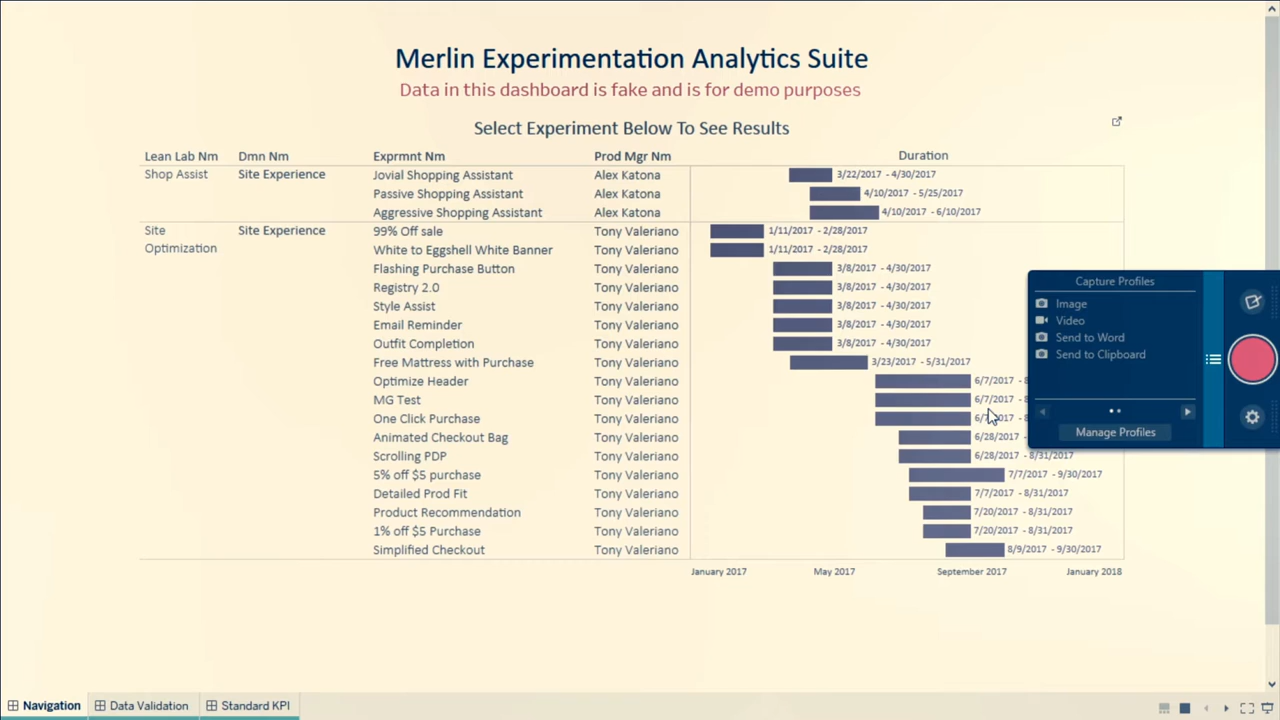 Merlin Experimentation Analytics Suite
Data in this dashboard is fake and is for demo purposes
Select Experiment Below To See Results
Lean Lab Nm Dmn Nm Exprmnt Nm Prod Mgr Nm Duration
Shop Assist Site Experience Jovial Shopping Assistant Alex Katona 3/22/2017 - 4/30/2017
Passive Shopping Assistant Alex Katona 4/10/2017 - 5/25/2017
Aggressive Shopping Assistant Alex Katona 4/10/2017 - 6/10/2017
Site Site Experience 99% Off sale Tony Valeriano 1/11/2017 - 2/28/2017
Optimization White to Eggshell White Banner Tony Valeriano 1/11/2017 - 2/28/2017
Flashing Purchase Button Tony Valeriano 3/8/2017 - 4/30/2017
Registry 2.0 Tony Valeriano 3/8/2017 - 4/30/2017
Style Assist Tony Valeriano 3/8/2017 - 4/30/2017
Email Reminder Tony Valeriano 3/8/2017 - 4/30/2017
Outfit Completion Tony Valeriano 3/8/2017 - 4/30/2017
Free Mattress with Purchase Tony Valeriano 3/23/2017 - 5/31/2017
Optimize Header Tony Valeriano 6/7/2017 - 8
MG Test Tony Valeriano 6/7/2017 - 8
One Click Purchase Tony Valeriano
Animated Checkout Bag Tony Valeriano 6/28/2017
Scrolling PDP Tony Valeriano 6/28/2017 - 8/31/2017
5% off $5 purchase Tony Valeriano 7/7/2017 - 9/30/2017
Detailed Prod Fit Tony Valeriano 7/7/2017 - 8/31/2017
Product Recommendation Tony Valeriano 7/20/2017 - 8/31/2017
1% off $5 Purchase Tony Valeriano 7/20/2017 - 8/31/2017
Simplified Checkout Tony Valeriano 8/9/2017 - 9/30/2017
January 2017 May 2017 September 2017 January 2018
Capture Profiles
Image
Video
Send to Word
Send to Clipboard
Manage Profiles
Navigation Data Validation Standard KPI